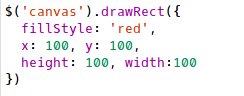 $('canvas').drawRect({
  fillStyle: 'red',
  x: 100, y: 100,
  height: 100, width:100
})